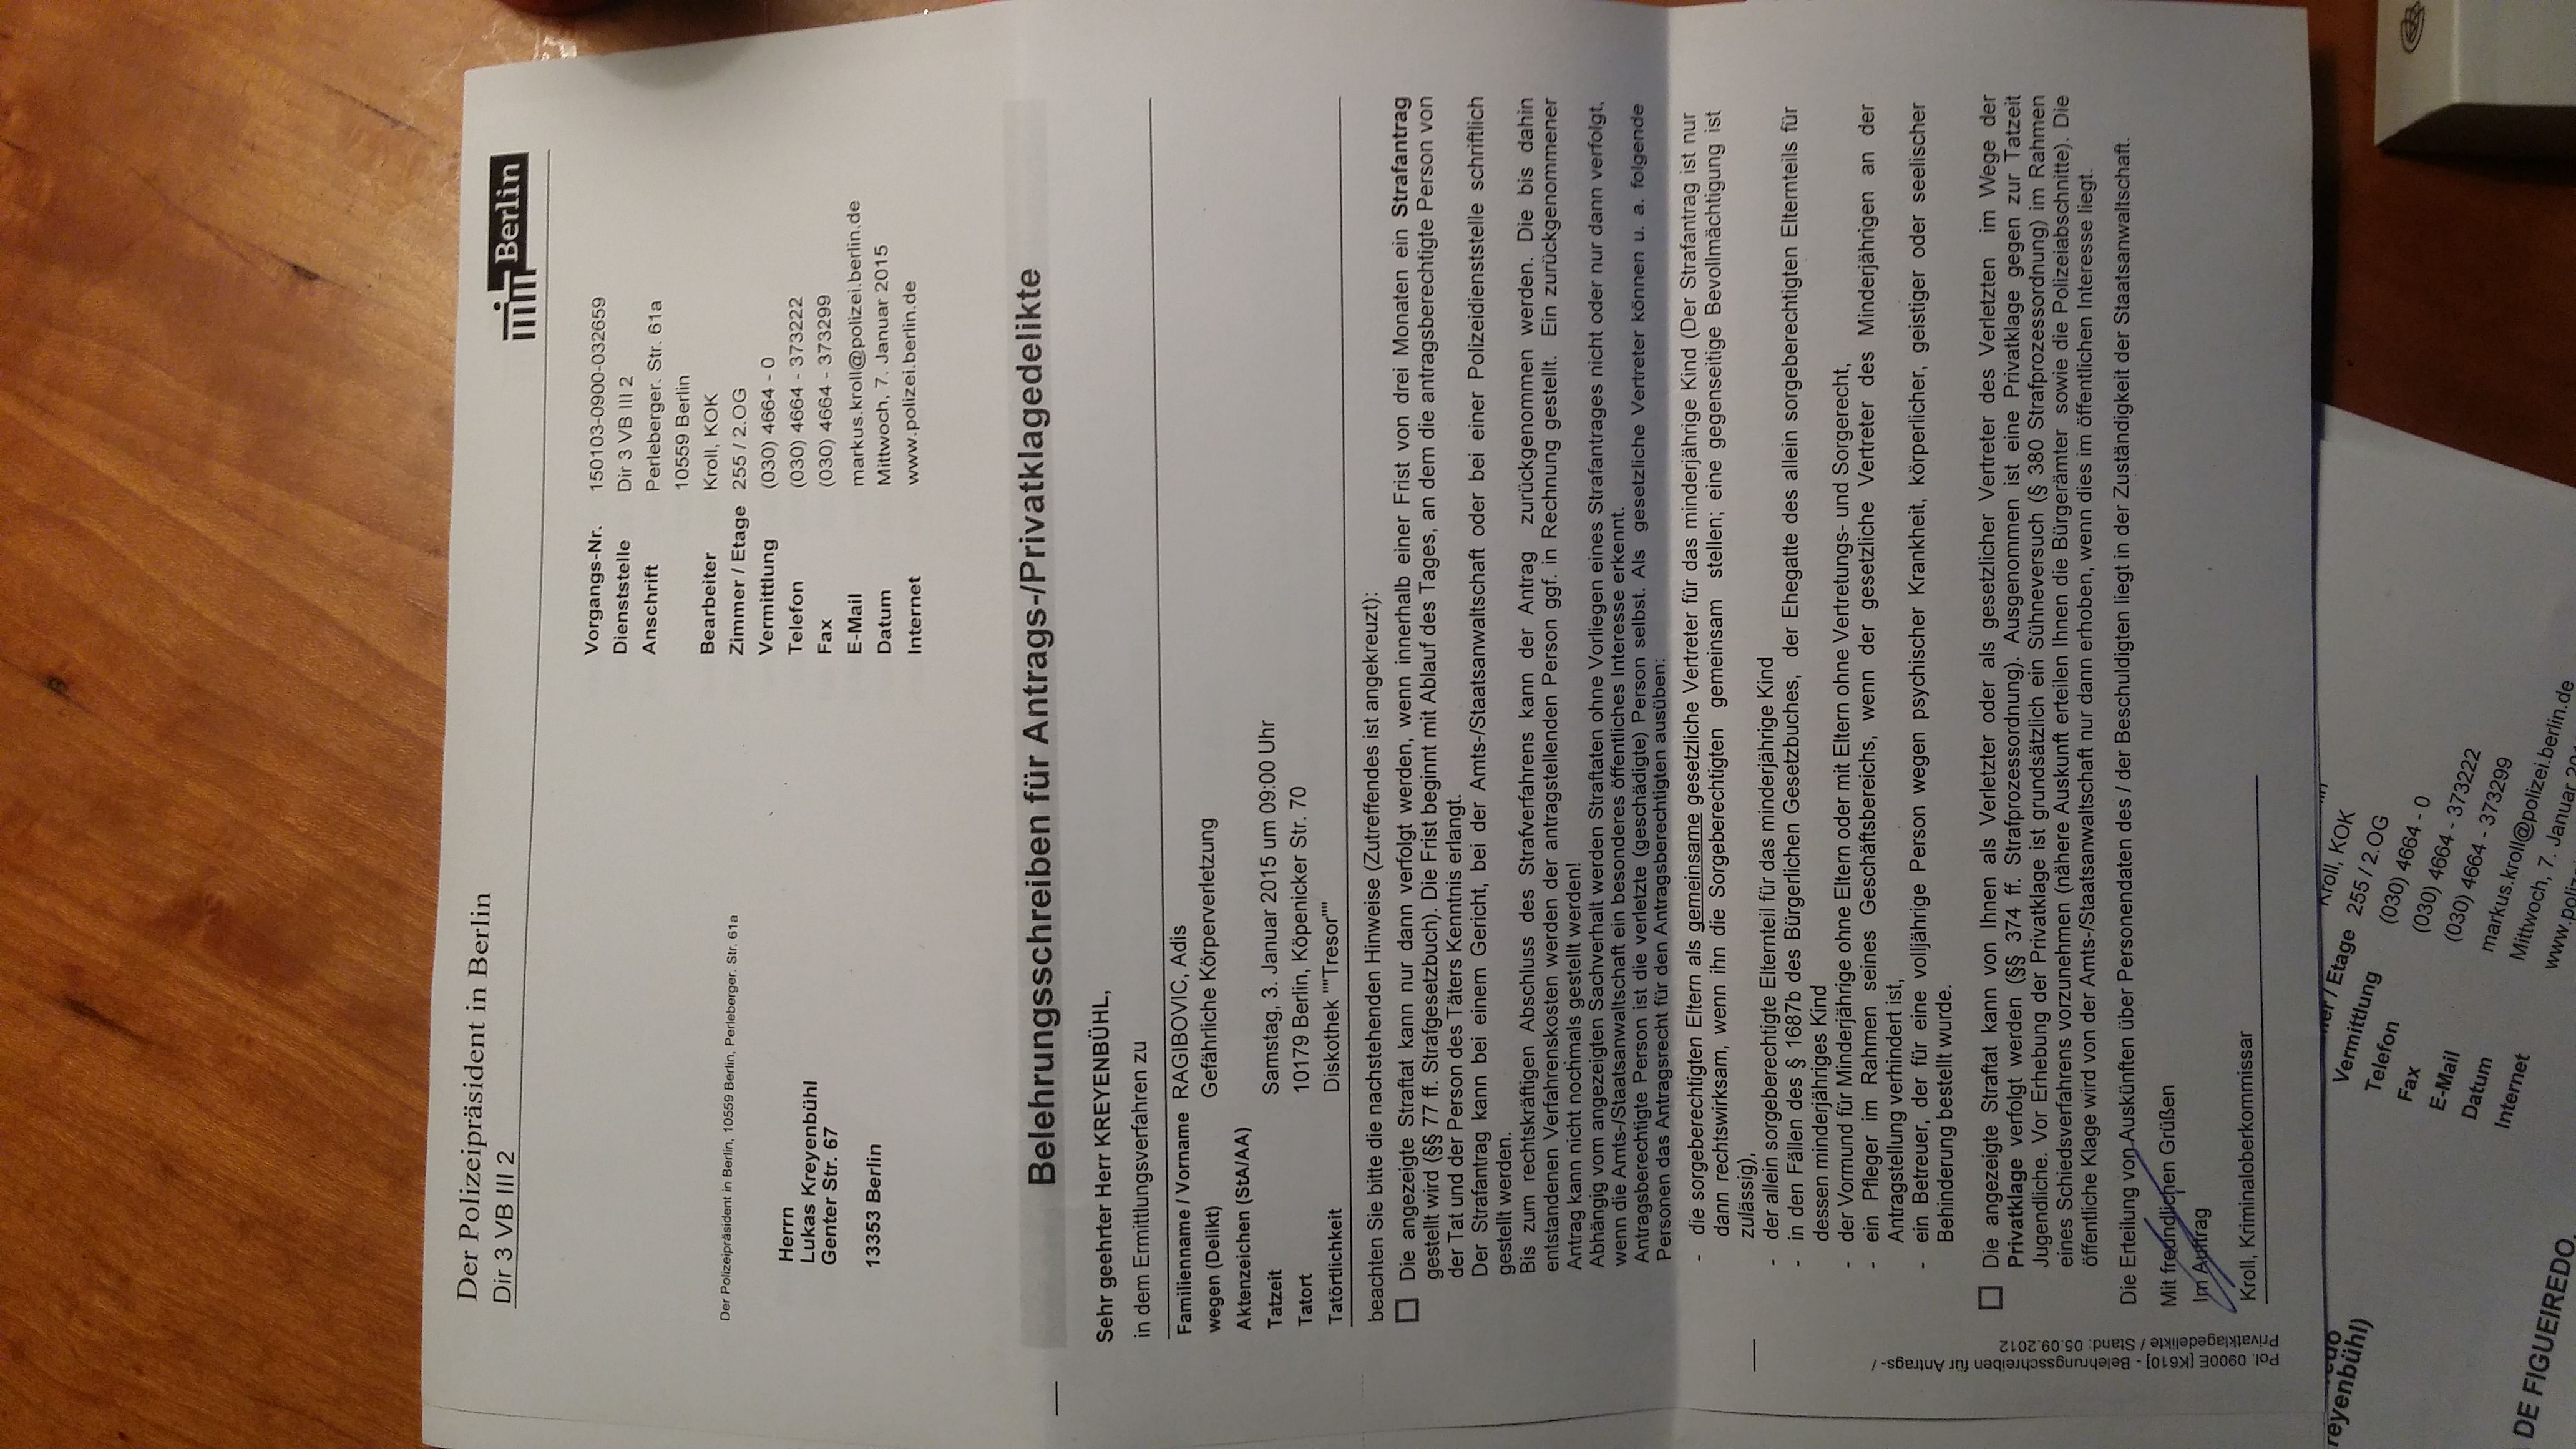 Der Polizeipräsident in Berlin
Dir 3 VB III 2
Berlin
Vorgangs-Nr. 150103-0900-032659
Dienststelle Dir 3 VB III 2
Anschrift Perleberger. Str. 61a
10559 Berlin
Bearbeiter Kroll, KOK
Zimmer / Etage 255 / 2.OG
Vermittlung (030) 4664 - 0
Telefon (030) 4664 - 373222
Fax (030) 4664 - 373299
E-Mail markus.kroll@polizei.berlin.de
Datum Mittwoch, 7. Januar 2015
Internet www.polizei.berlin.de
Der Polizeipräsident in Berlin, 10559 Berlin, Perleberger. Str. 61a
Herrn
Lukas Kreyenbühl
Genter Str. 67
13353 Berlin
Belehrungsschreiben für Antrags-/Privatklagedelikte
Sehr geehrter Herr KREYENBÜHL,
in dem Ermittlungsverfahren zu
Familienname / Vorname RAGIBOVIC, Adis
wegen (Delikt) Gefährliche Körperverletzung
Aktenzeichen (StA/AA)
Tatzeit Samstag, 3. Januar 2015 um 09:00 Uhr
Tatort 10179 Berlin, Köpenicker Str. 70
Tatörtlichkeit Diskothek ""Tresor""
beachten Sie bitte die nachstehenden Hinweise (Zutreffendes ist angekreuzt):
Die angezeigte Straftat kann nur dann verfolgt werden, wenn innerhalb einer Frist von drei Monaten ein Strafantrag
gestellt wird (§§ 77 ff. Strafgesetzbuch). Die Frist beginnt mit Ablauf des Tages, an dem die antragsberechtigte Person von
der Tat und der Person des Täters Kenntnis erlangt.
Der Strafantrag kann bei einem Gericht, bei der Amts-/Staatsanwaltschaft oder bei einer Polizeidienststelle schriftlich
gestellt werden.
Bis zum rechtskräftigen Abschluss des Strafverfahrens kann der Antrag zurückgenommen werden. Die bis dahin
entstandenen Verfahrenskosten werden der antragstellenden Person ggf. in Rechnung gestellt. Ein zurückgenommener
Antrag kann nicht nochmals gestellt werden!
Abhängig vom angezeigten Sachverhalt werden Straftaten ohne Vorliegen eines Strafantrages nicht oder nur dann verfolgt,
wenn die Amts-/Staatsanwaltschaft ein besonderes öffentliches Interesse erkennt.
Antragsberechtigte Person ist die verletzte (geschädigte) Person selbst. Als gesetzliche Vertreter können u. a. folgende
Personen das Antragsrecht für den Antragsberechtigten ausüben:
- die sorgeberechtigten Eltern als gemeinsame gesetzliche Vertreter für das minderjährige Kind (Der Strafantrag ist nur
dann rechtswirksam, wenn ihn die Sorgeberechtigten gemeinsam stellen; eine gegenseitige Bevollmächtigung ist
zulässig),
- der allein sorgeberechtigte Elternteil für das minderjährige Kind
- in den Fällen des § 1687b des Bürgerlichen Gesetzbuches, der Ehegatte des allein sorgeberechtigten Elternteils für
dessen minderjähriges Kind
- der Vormund für Minderjährige ohne Eltern oder mit Eltern ohne Vertretungs- und Sorgerecht,
- ein Pfleger im Rahmen seines Geschäftsbereichs, wenn der gesetzliche Vertreter des Minderjährigen an der
Antragstellung verhindert ist,
- ein Betreuer, der für eine volljährige Person wegen psychischer Krankheit, körperlicher, geistiger oder seelischer
Behinderung bestellt wurde.
Die angezeigte Straftat kann von Ihnen als Verletzter oder als gesetzlicher Vertreter des Verletzten im Wege der
Privatklage verfolgt werden (§§ 374 ff. Strafprozessordnung). Ausgenommen ist eine Privatklage gegen zur Tatzeit
Jugendliche. Vor Erhebung der Privatklage ist grundsätzlich ein Sühneversuch (§ 380 Strafprozessordnung) im Rahmen
eines Schiedsverfahrens vorzunehmen (nähere Auskunft erteilen Ihnen die Bürgerämter sowie die Polizeiabschnitte). Die
öffentliche Klage wird von der Amts-/Staatsanwaltschaft nur dann erhoben, wenn dies im öffentlichen Interesse liegt.
Die Erteilung von Auskünften über Personendaten des / der Beschuldigten liegt in der Zuständigkeit der Staatsanwaltschaft.
Mit freundlichen Grüßen
Im Auftrag
Kroll, Kriminaloberkommissar
Pol. 0900E [K610] - Belehrungsschreiben für Antrags- /
Privatklagedelikte / Stand: 05.09.2012
reyenbühl)
Kroll, KOK
/ Etage 255 / 2.OG
Vermittlung (030) 4664 - 0
Telefon (030) 4664 - 373222
Fax (030) 4664 - 373299
E-Mail markus.kroll@polizei.berlin.de
Datum Mittwoch, 7. Januar 20
Internet www.poliz
DE FIGUEIREDO,